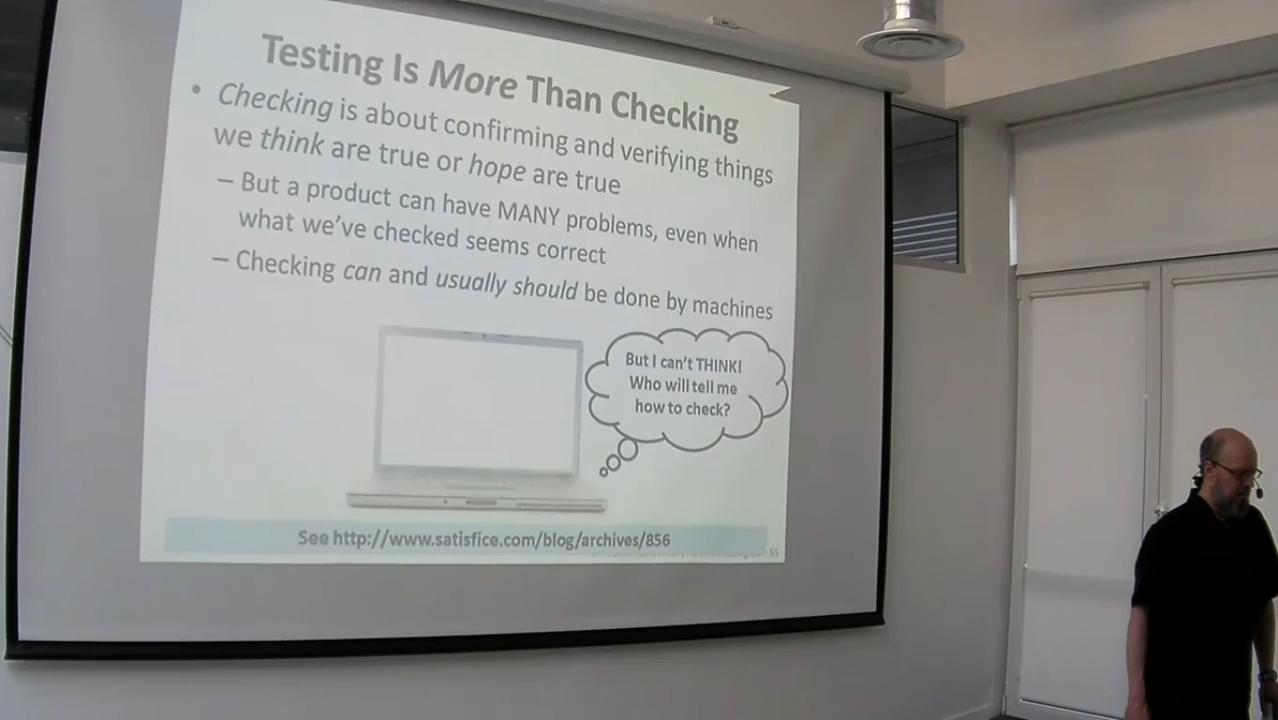 Testing Is More Than Checking
• Checking is about confirming and verifying things
we think are true or hope are true
– But a product can have MANY problems, even when
what we've checked seems correct
– Checking can and usually should be done by machines
But I can't THINK!
Who will tell me
how to check?
See http://www.satisfice.com/blog/archives/856
55